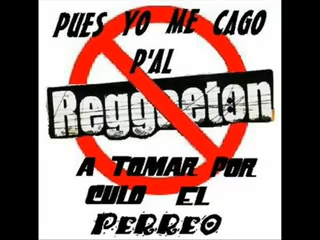 PUES YO ME CAGO
P'AL
Reggaeton
A TOMAR POR
CULO EL
PERREO